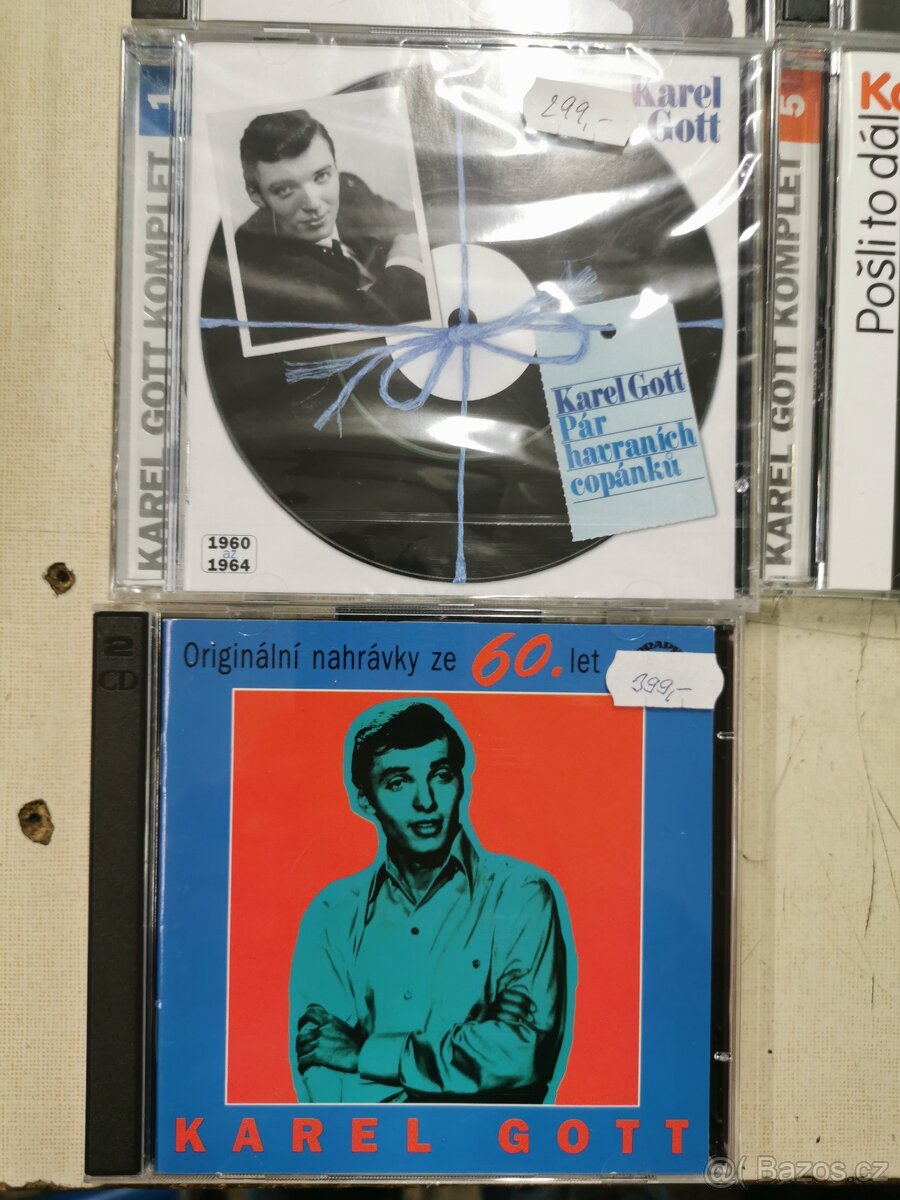 KAREL GOTT KOMPLET 1
299,-
Karel
Gott
Karel Gott
Pár
havraních
copánků
1960
až
1964
KAREL GOTT KOMPLET 5
Pošli to dál
2
CD
Originální nahrávky ze 60. let
399,-
KAREL GOTT
Bazos.cz